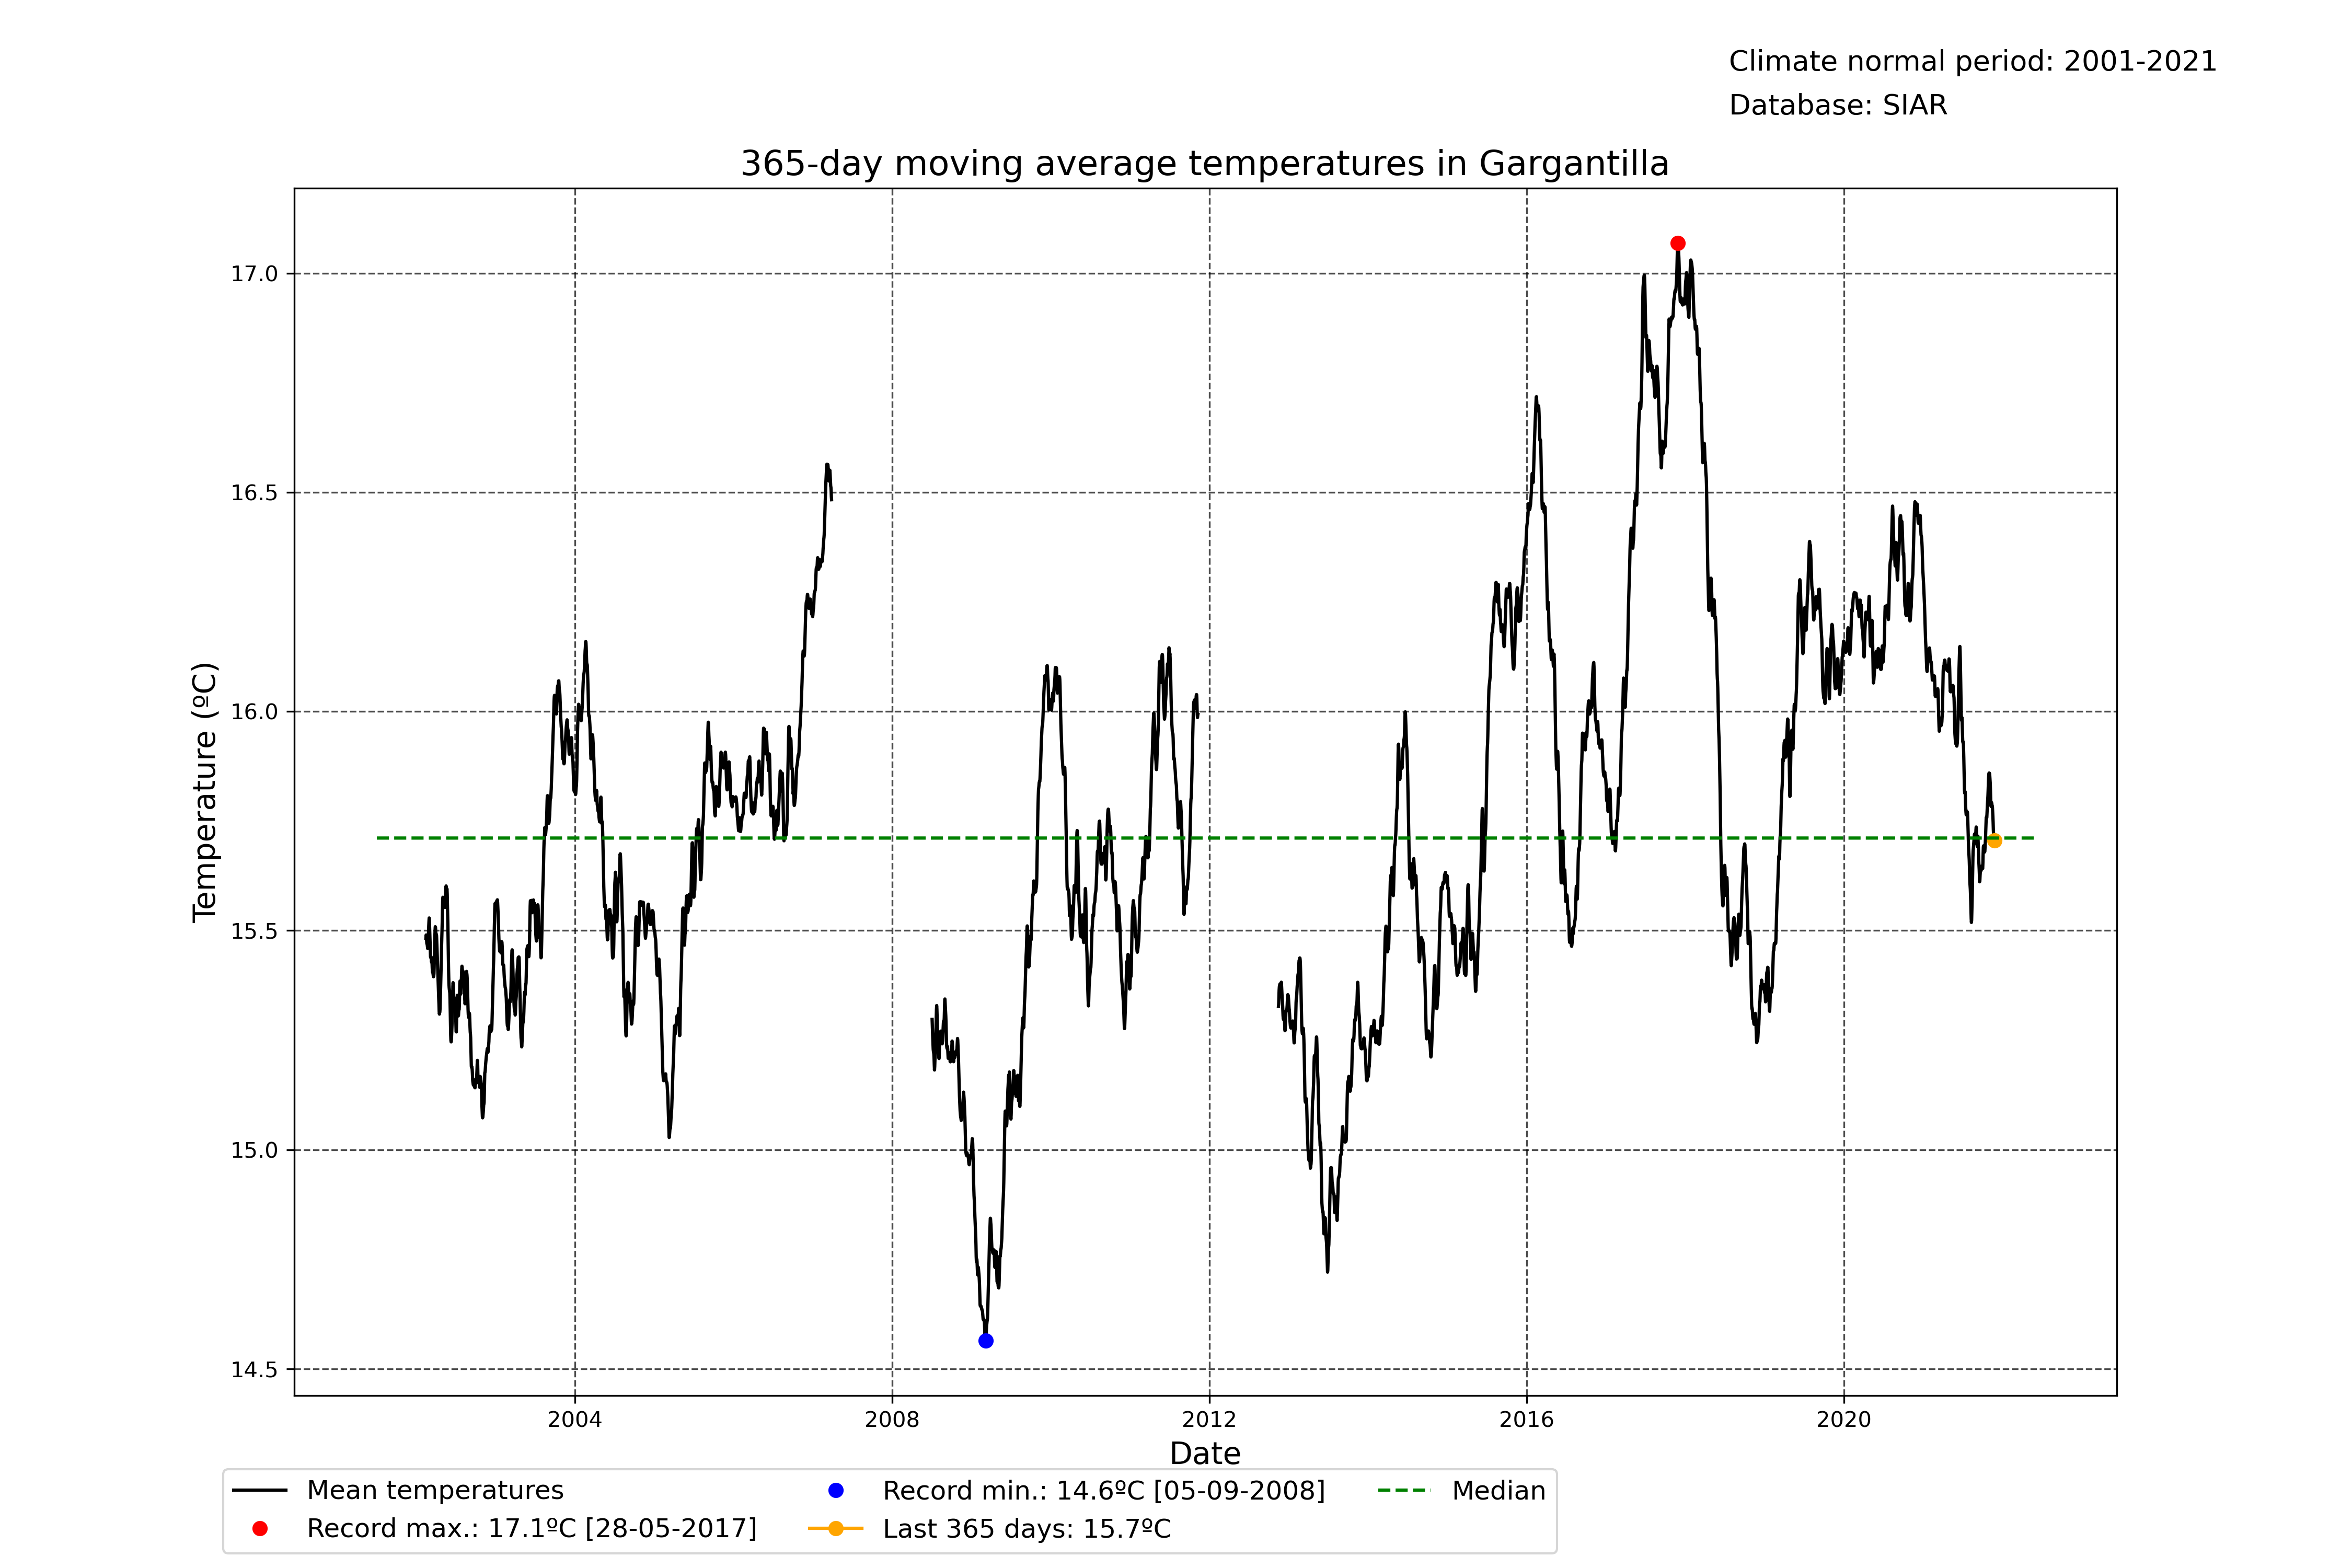 Climate normal period: 2001-2021
Database: SIAR
365-day moving average temperatures in Gargantilla
Temperature (ºC)
17.0
16.5
16.0
15.5
15.0
14.5
2004 2008 2012 2016 2020
Date
Mean temperatures
Record max.: 17.1ºC [28-05-2017]
Record min.: 14.6ºC [05-09-2008]
Last 365 days: 15.7ºC
Median